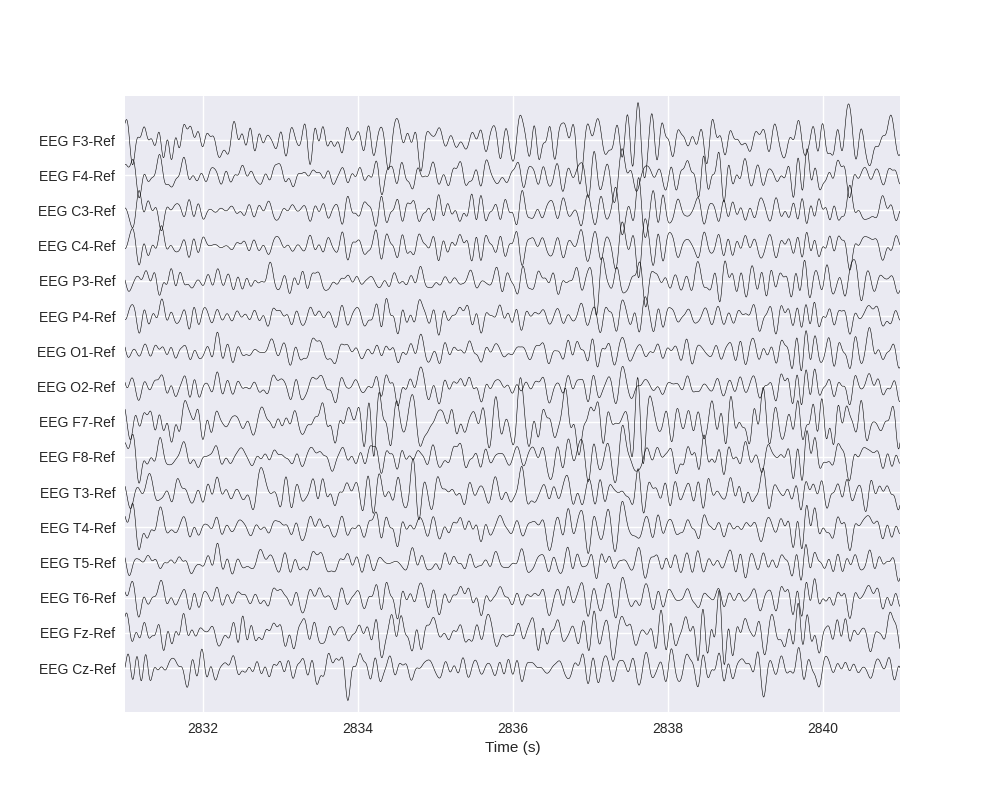 EEG F3-Ref
EEG F4-Ref
EEG C3-Ref
EEG C4-Ref
EEG P3-Ref
EEG P4-Ref
EEG O1-Ref
EEG O2-Ref
EEG F7-Ref
EEG F8-Ref
EEG T3-Ref
EEG T4-Ref
EEG T5-Ref
EEG T6-Ref
EEG Fz-Ref
EEG Cz-Ref
2832 2834 2836 2838 2840
Time (s)